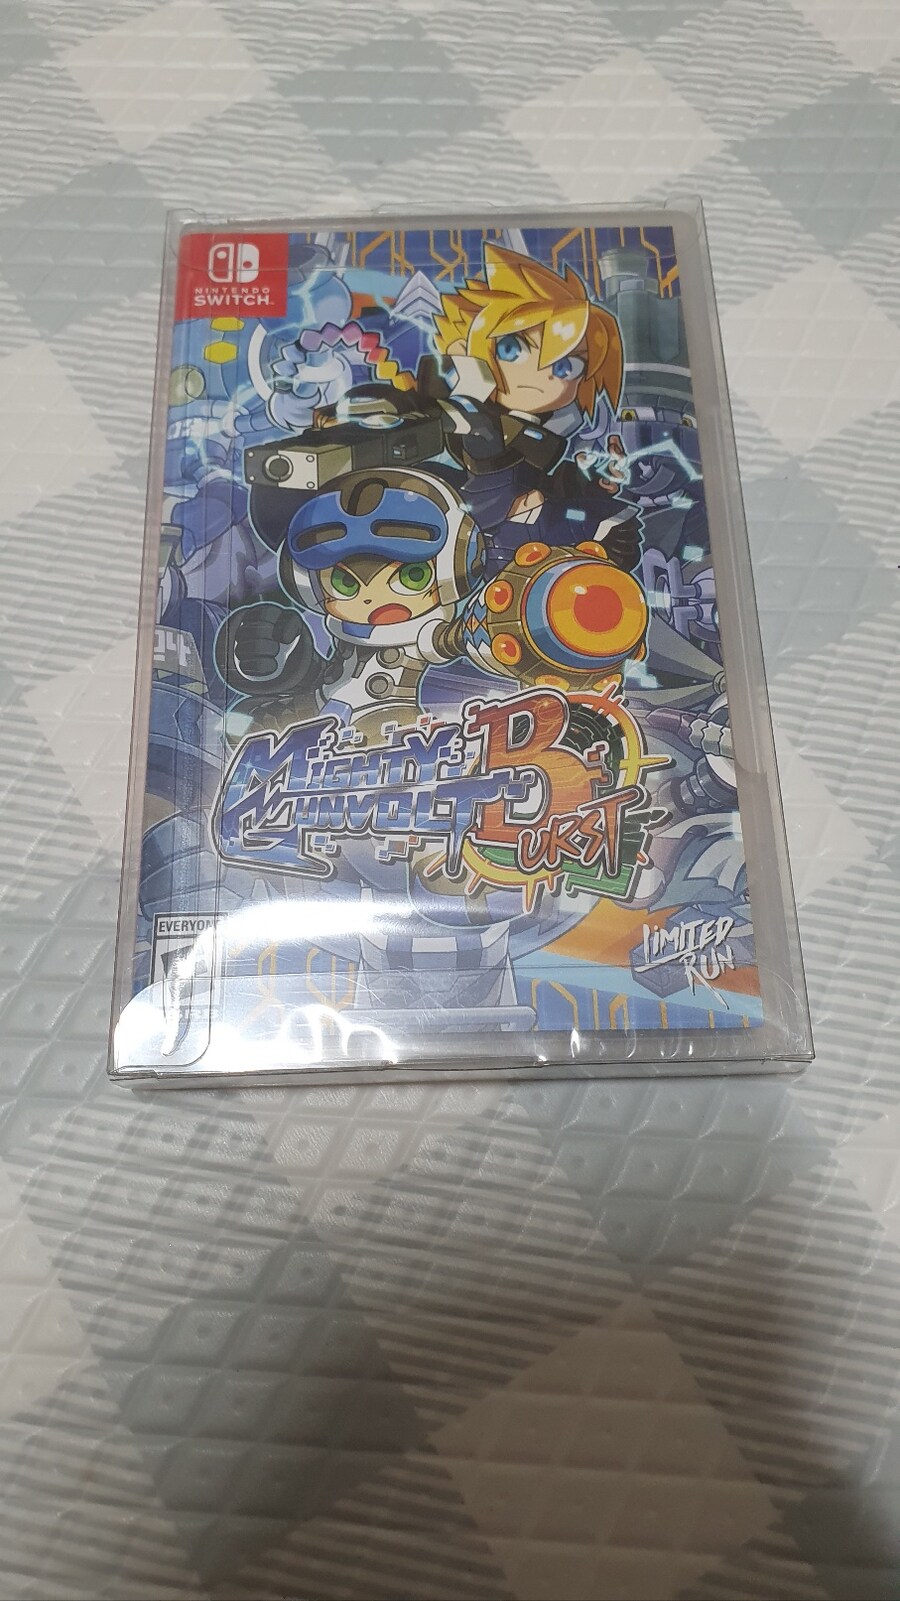 NINTENDO
SWITCH
MIGHTY
GUNVOLT
BURST
EVERYONE
LIMITED
RUN